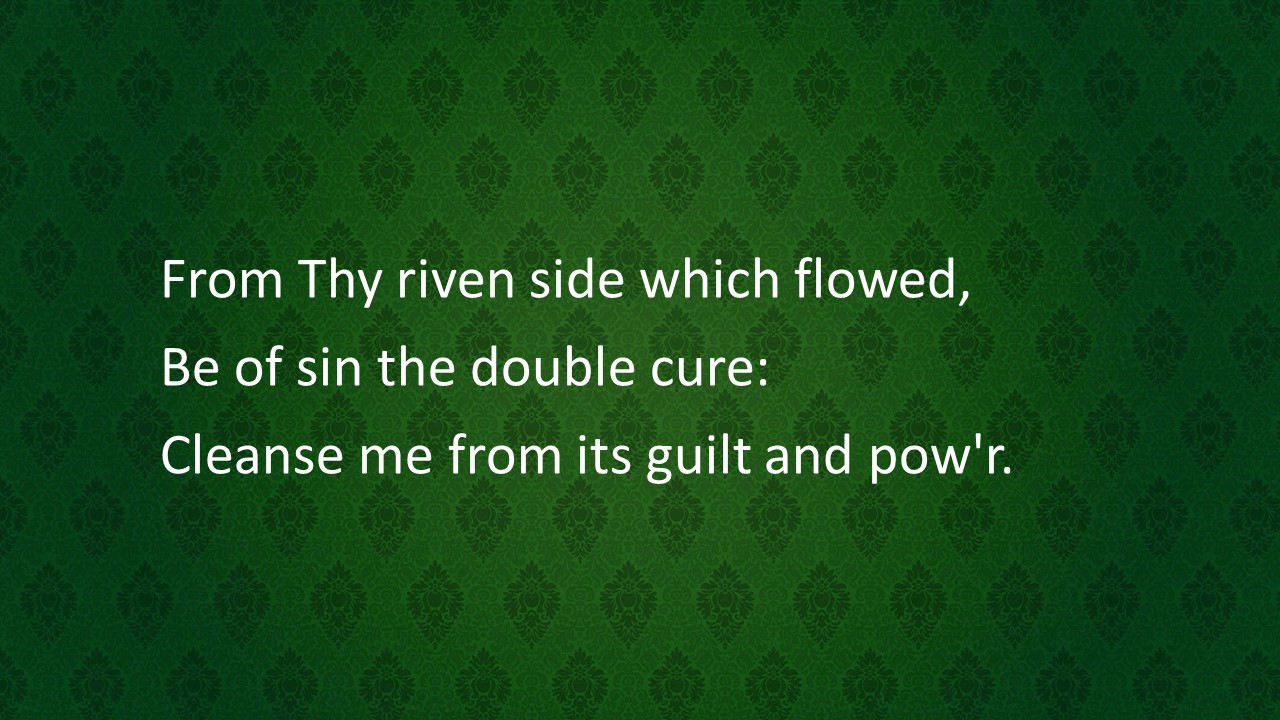 From Thy riven side which flowed,
Be of sin the double cure:
Cleanse me from its guilt and pow'r.